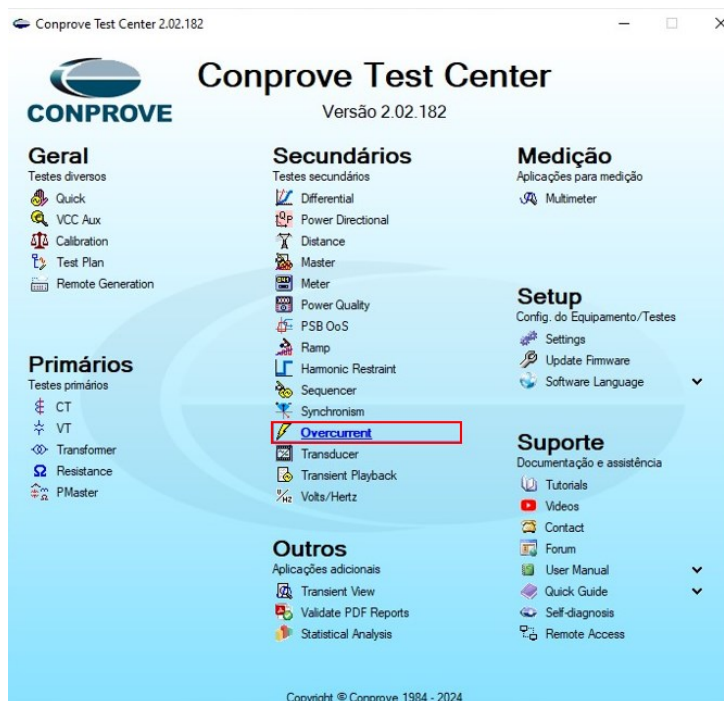 Conprove Test Center 2.02.182
CONPROVE
Conprove Test Center
Versão 2.02.182
Geral
Testes diversos
Quick
VCC Aux
Calibration
Test Plan
Remote Generation
Primários
Testes primários
CT
VT
Transformer
Resistance
PMaster
Secundários
Testes secundários
Differential
Power Directional
Distance
Master
Meter
Power Quality
PSB OoS
Ramp
Harmonic Restraint
Sequencer
Synchronism
Overcurrent
Transducer
Transient Playback
Volts/Hertz
Outros
Aplicações adicionais
Transient View
Validate PDF Reports
Statistical Analysis
Medição
Aplicações para medição
Multimeter
Setup
Config. do Equipamento/Testes
Settings
Update Firmware
Software Language
Suporte
Documentação e assistência
Tutorials
Videos
Contact
Forum
User Manual
Quick Guide
Self-diagnosis
Remote Access
Copyright © Conprove 1984 - 2024